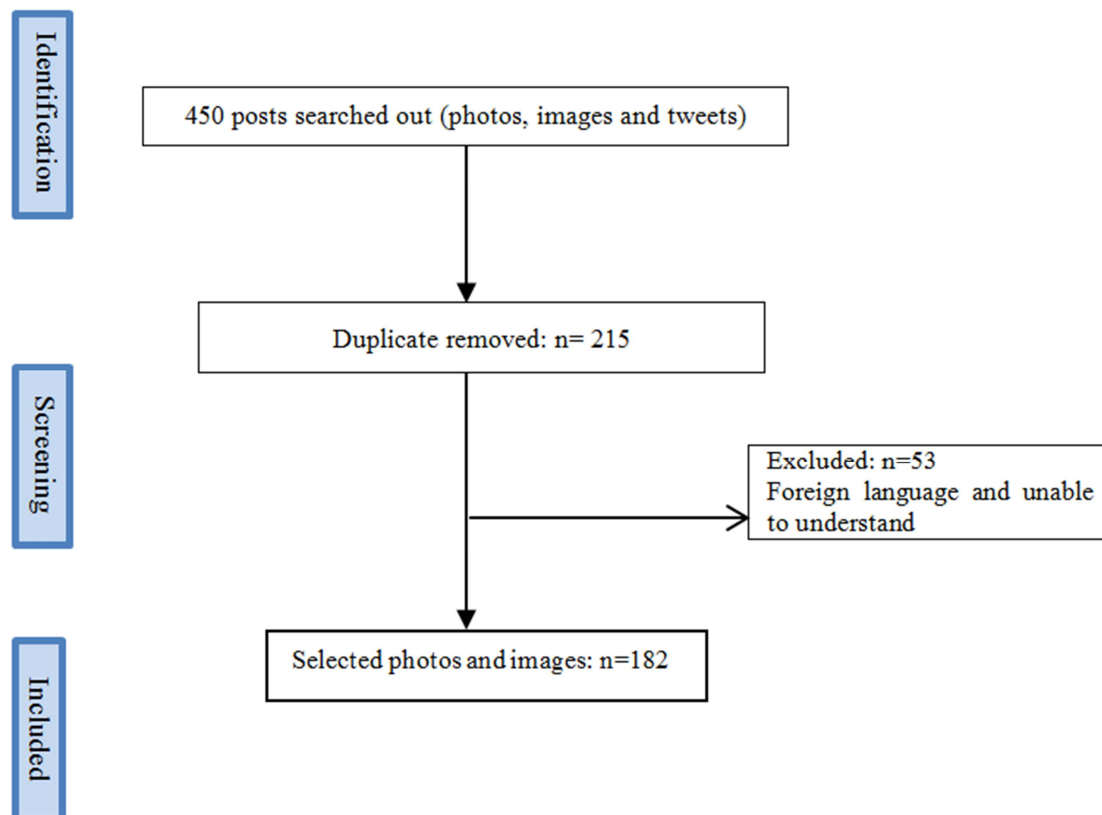 Identification
450 posts searched out (photos, images and tweets)
Duplicate removed: n= 215
Screening
Excluded: n=53
Foreign language and unable
to understand
Selected photos and images: n=182
Included